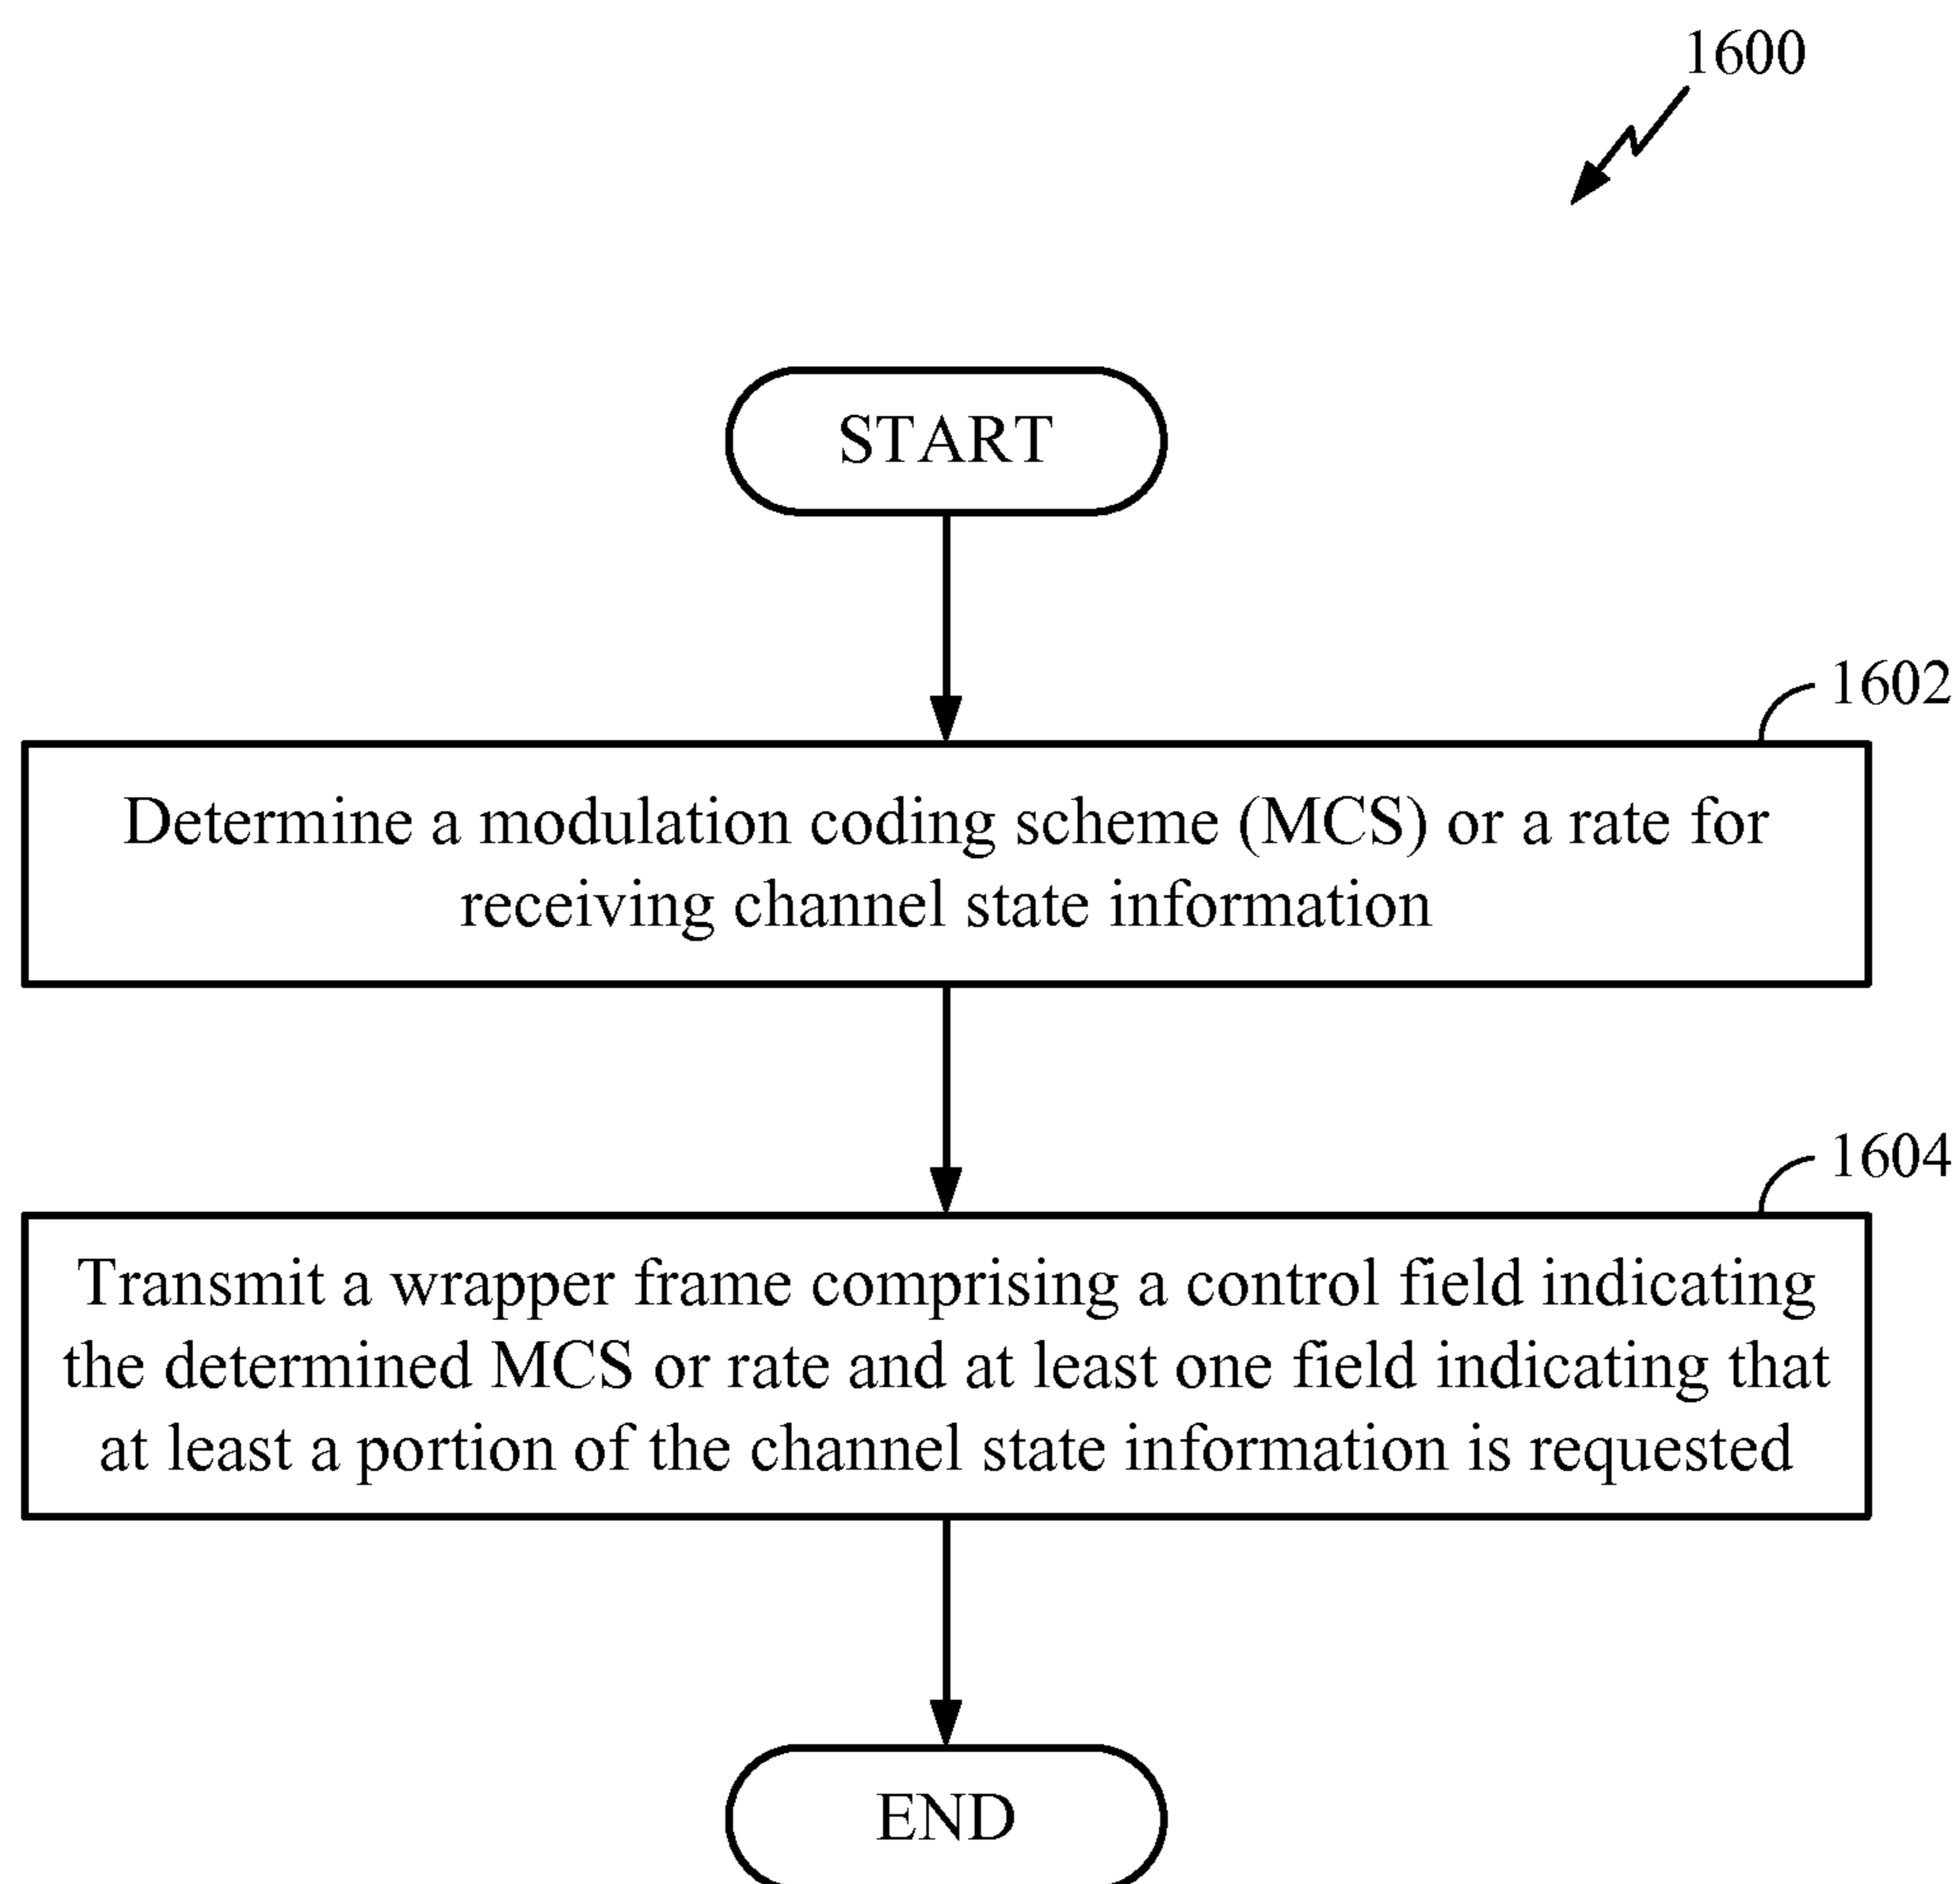 1600
START
1602
Determine a modulation coding scheme (MCS) or a rate for
receiving channel state information
1604
Transmit a wrapper frame comprising a control field indicating
the determined MCS or rate and at least one field indicating that
at least a portion of the channel state information is requested
END